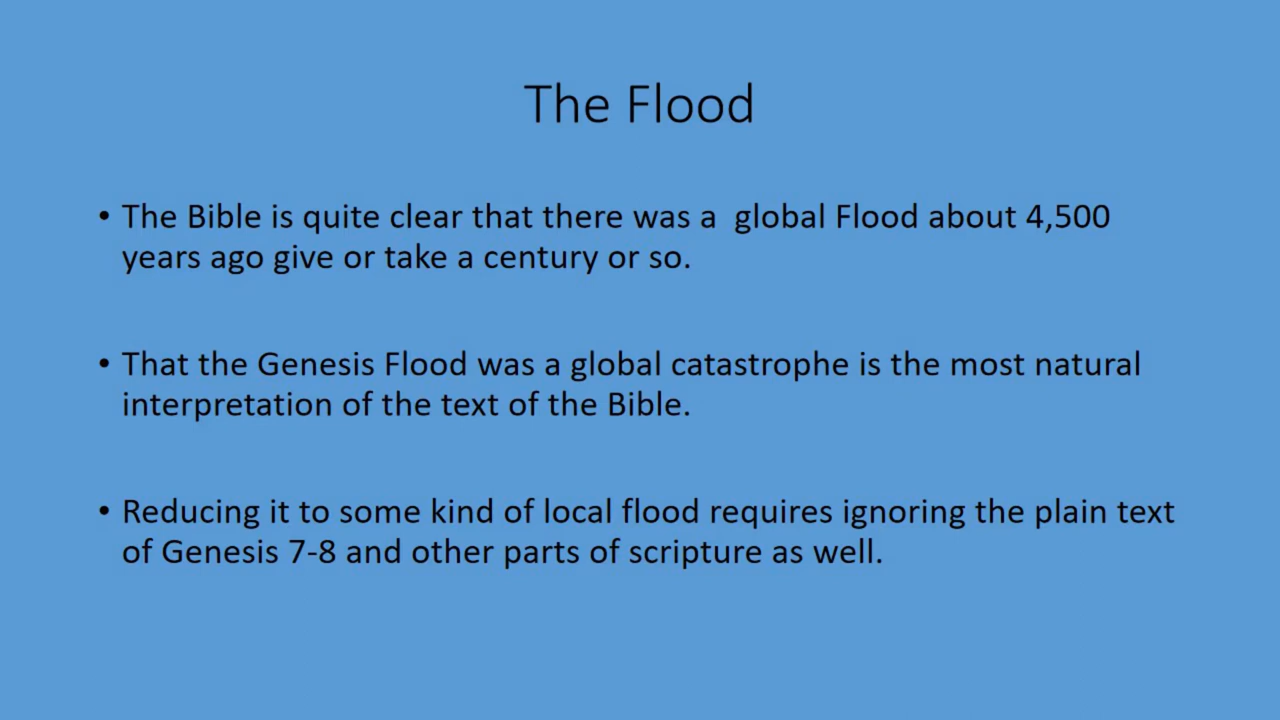 The Flood
• The Bible is quite clear that there was a  global Flood about 4,500
years ago give or take a century or so.
• That the Genesis Flood was a global catastrophe is the most natural
interpretation of the text of the Bible.
• Reducing it to some kind of local flood requires ignoring the plain text
of Genesis 7-8 and other parts of scripture as well.